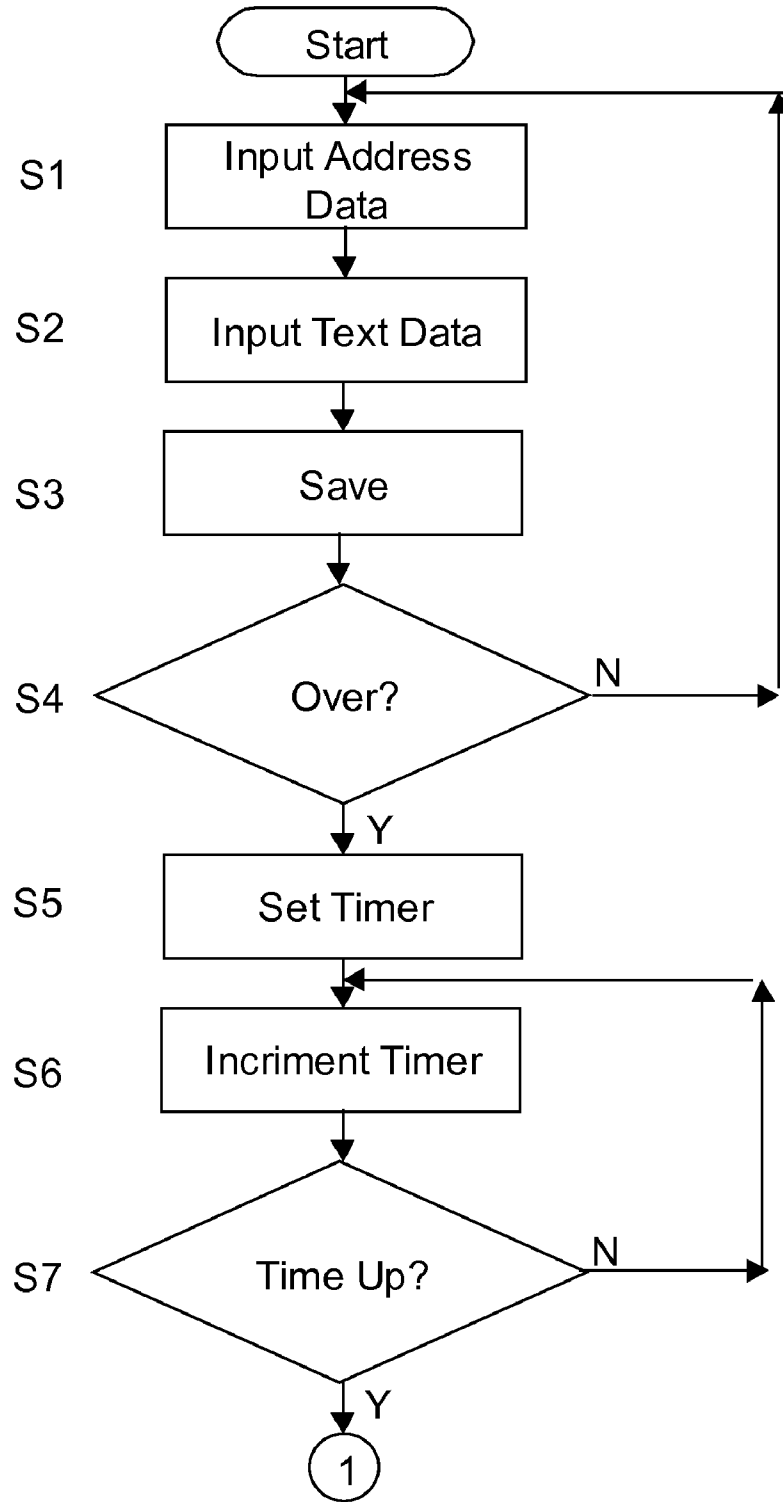 Start
S1
Input Address
Data
S2
Input Text Data
S3
Save
S4
Over?
N
Y
S5
Set Timer
S6
Incriment Timer
S7
Time Up?
N
Y
1